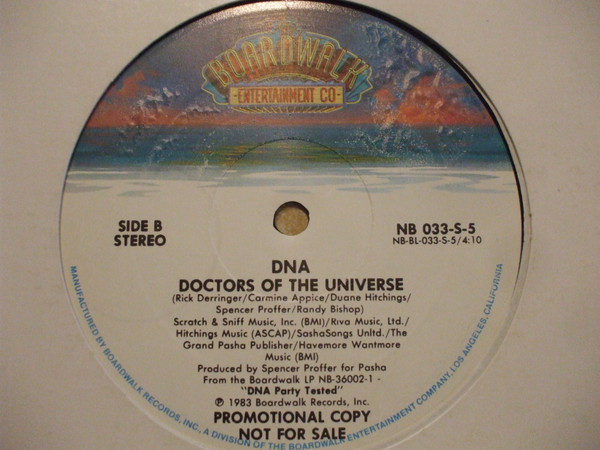 BOARDWALK
-ENTERTAINMENT CO-
SIDE B
STEREO
NB 033-S-5
NB-BL-033-S-5/4:10
DNA
DOCTORS OF THE UNIVERSE
(Rick Derringer/Carmine Appice/Duane Hitchings/
Spencer Proffer/Randy Bishop)
Scratch & Sniff Music, Inc. (BMI)/Riva Music, Ltd./
Hitchings Music (ASCAP)/SashaSongs Unltd./The
Grand Pasha Publisher/Havemore Wantmore
Music (BMI)
Produced by Spencer Proffer for Pasha
From the Boardwalk LP NB-36002-1 -
"DNA Party Tested"
℗ 1983 Boardwalk Records, Inc.
PROMOTIONAL COPY
NOT FOR SALE
MANUFACTURED BY BOARDWALK RECORDS, INC., A DIVISION OF THE BOARDWALK ENTERTAINMENT COMPANY, LOS ANGELES, CALIFORNIA